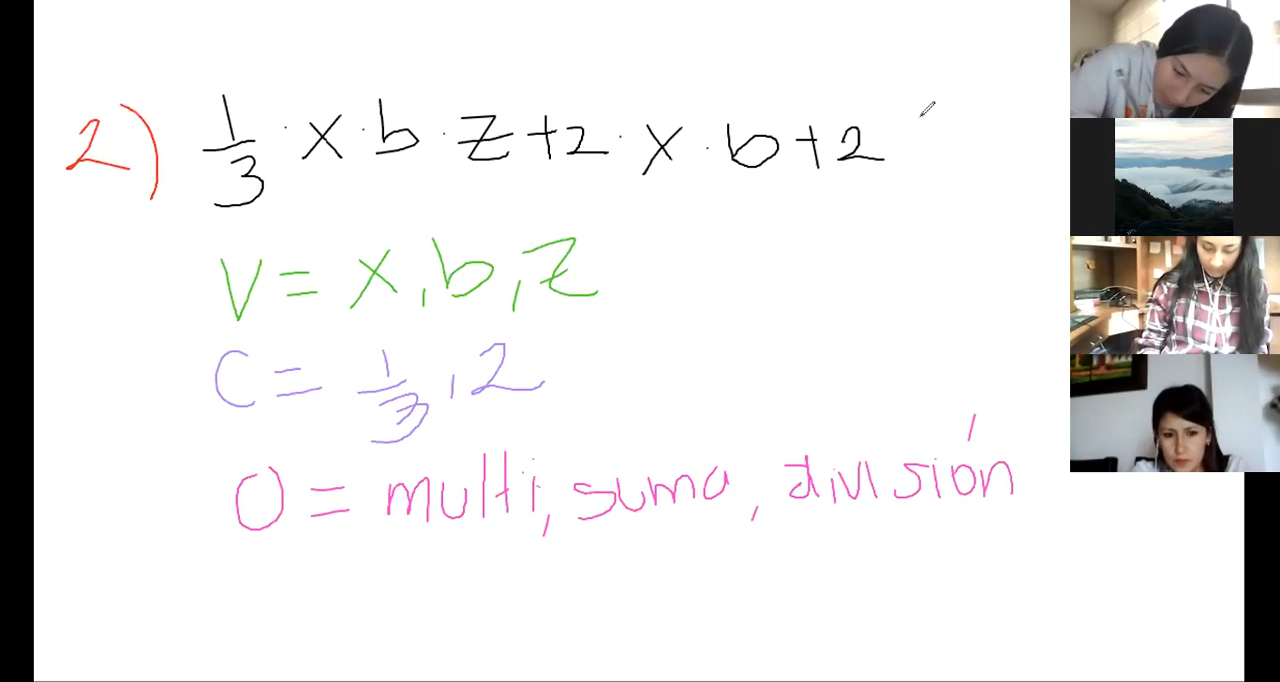 2) 1/3 · x · b · z + 2 · x · b + 2
V = x, b, z
C = 1/3, 2
O = multi, suma, división